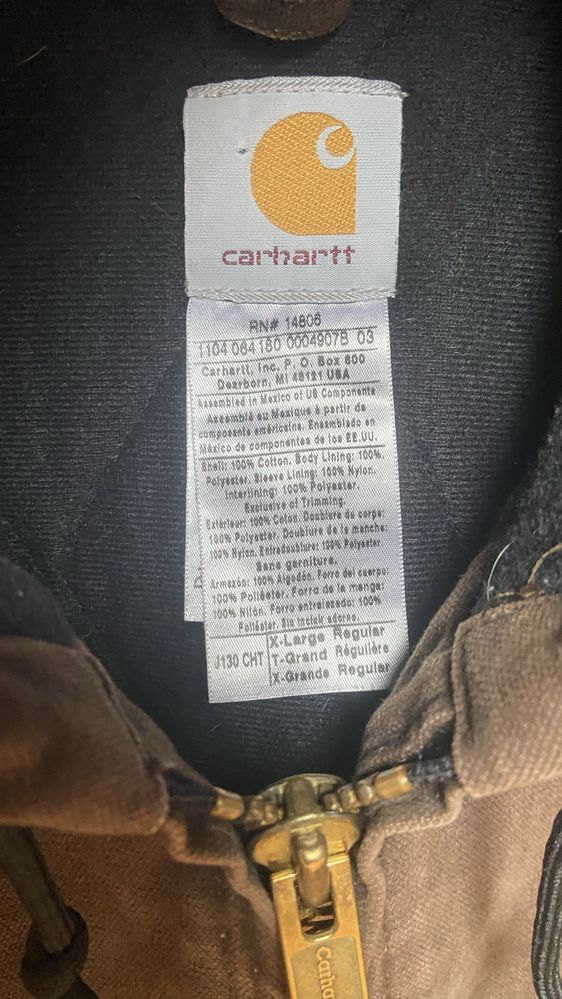 carhartt
RN# 14806
1104 064180 0004907B 03
Carhartt, Inc. P. O. Box 600
Dearborn, MI 48121 USA
Assembled in Mexico of US Components
Assemblé au Mexique à partir de
composants américains. Ensamblado en
México de componentes de los EE.UU.
Shell: 100% Cotton. Body Lining: 100%
Polyester. Sleeve Lining: 100% Nylon.
Interlining: 100% Polyester.
Exclusive of Trimming.
Extérieur: 100% Coton. Doublure du corps:
100% Polyester. Doublure de la manche:
100% Nylon. Entredoublure: 100% Polyester.
Sans garniture.
Armazón: 100% Algodón. Forro del cuerpo:
100% Poliéster. Forro de la manga:
100% Nilón. Forro entrelazado: 100%
Poliéster. Sin incluir adorno.
J130 CHT
X-Large Regular
T-Grand Régulière
X-Grande Regular
Carha